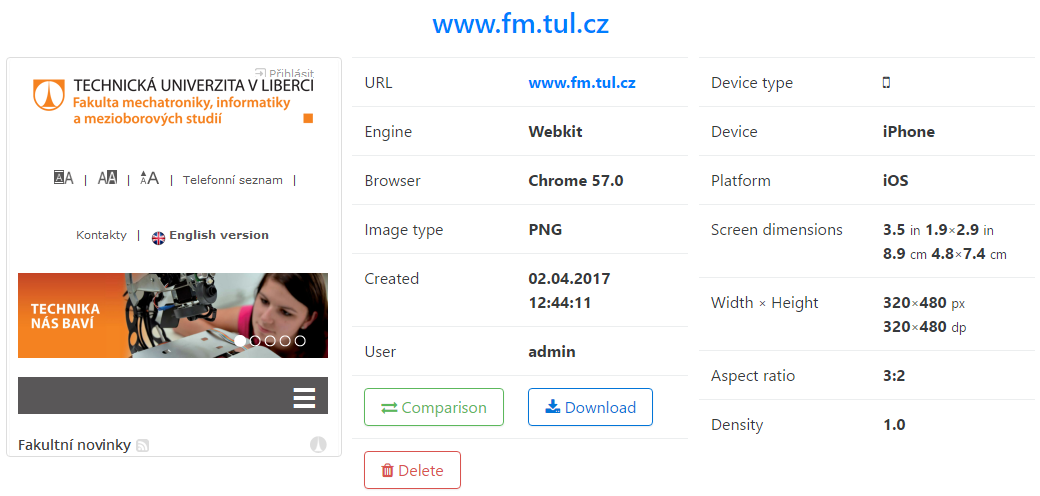 www.fm.tul.cz
Přihlásit
TECHNICKÁ UNIVERZITA V LIBERCI
Fakulta mechatroniky, informatiky
a mezioborových studií
AA | AA | AA | Telefonní seznam |
Kontakty | English version
TECHNIKA
NÁS BAVÍ
Fakultní novinky
URL www.fm.tul.cz
Engine Webkit
Browser Chrome 57.0
Image type PNG
Created 02.04.2017
12:44:11
User admin
Comparison Download
Delete
Device type
Device iPhone
Platform iOS
Screen dimensions 3.5 in 1.9×2.9 in
8.9 cm 4.8×7.4 cm
Width × Height 320×480 px
320×480 dp
Aspect ratio 3:2
Density 1.0